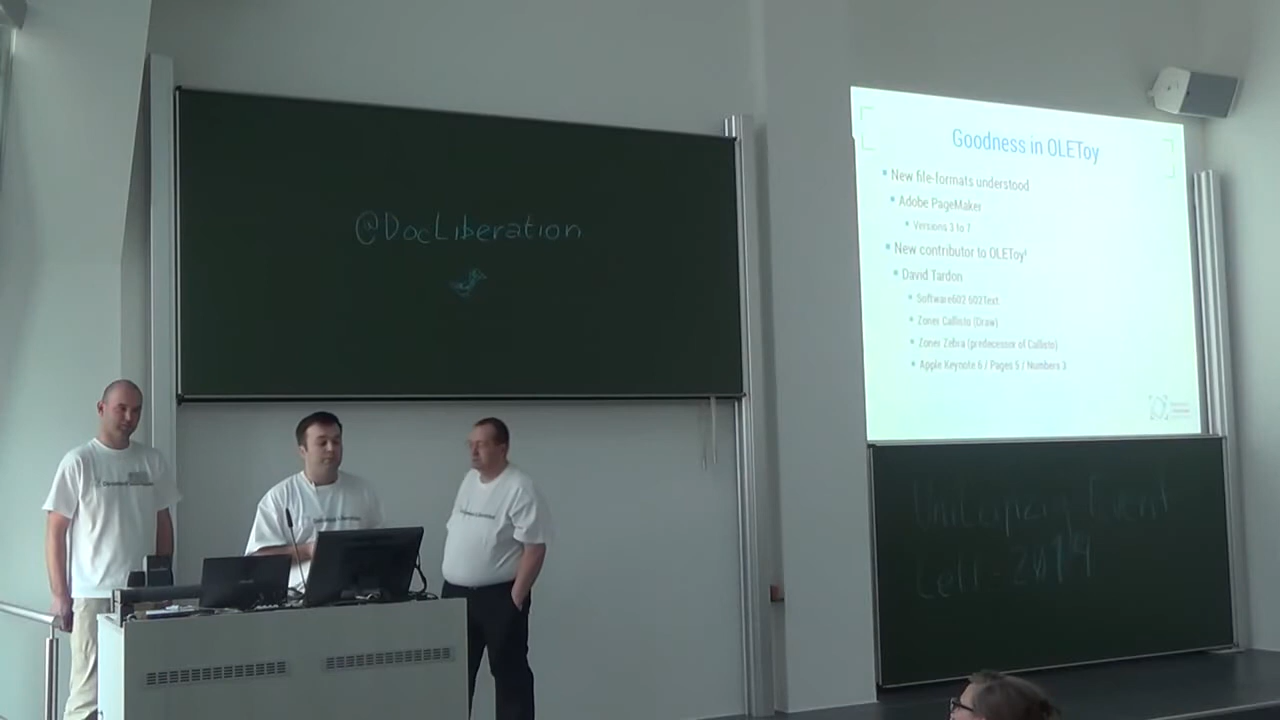 @DocLiberation
Goodness in OLEToy
New file-formats understood
Adobe PageMaker
Versions 3 to 7
New contributor to OLEToy
David Tardon
Software602 602Text
Zoner Callisto (Draw)
Zoner Zebra (predecessor of Callisto)
Apple Keynote 6 / Pages 5 / Numbers 3